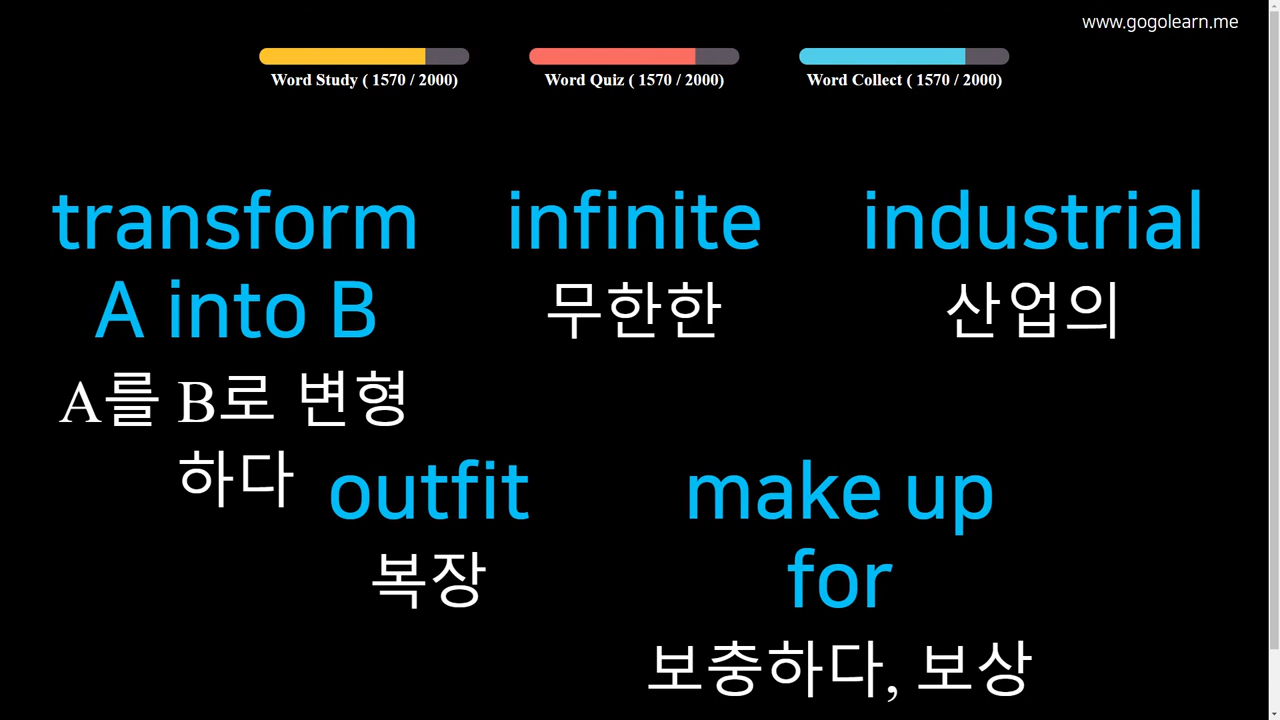 www.gogolearn.me
Word Study ( 1570 / 2000)
Word Quiz ( 1570 / 2000)
Word Collect ( 1570 / 2000)
transform
A into B
A를 B로 변형
하다
infinite
무한한
industrial
산업의
outfit
복장
make up
for
보충하다, 보상